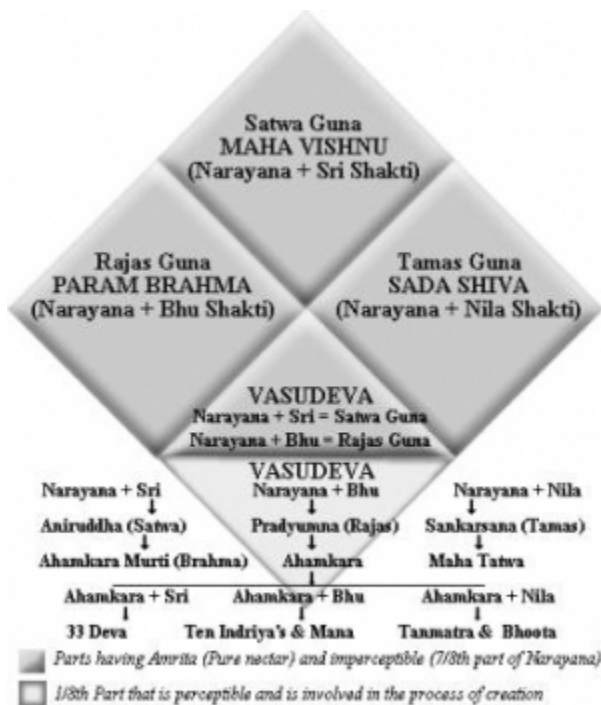 Satwa Guna
MAHA VISHNU
(Narayana + Sri Shakti)
Rajas Guna
PARAM BRAHMA
(Narayana + Bhu Shakti)
Tamas Guna
SADA SHIVA
(Narayana + Nila Shakti)
VASUDEVA
Narayana + Sri = Satwa Guna
Narayana + Bhu = Rajas Guna
VASUDEVA
Narayana + Sri Narayana + Bhu Narayana + Nila
Aniruddha (Satwa) Pradyumna (Rajas) Sankarsana (Tamas)
Ahamkara Murti (Brahma) Ahamkara Maha Tatwa
Ahamkara + Sri Ahamkara + Bhu Ahamkara + Nila
33 Deva Ten Indriya's & Mana Tanmatra & Bhoota
Parts having Amrita (Pure nectar) and imperceptible (7/8th part of Narayana)
1/8th Part that is perceptible and is involved in the process of creation